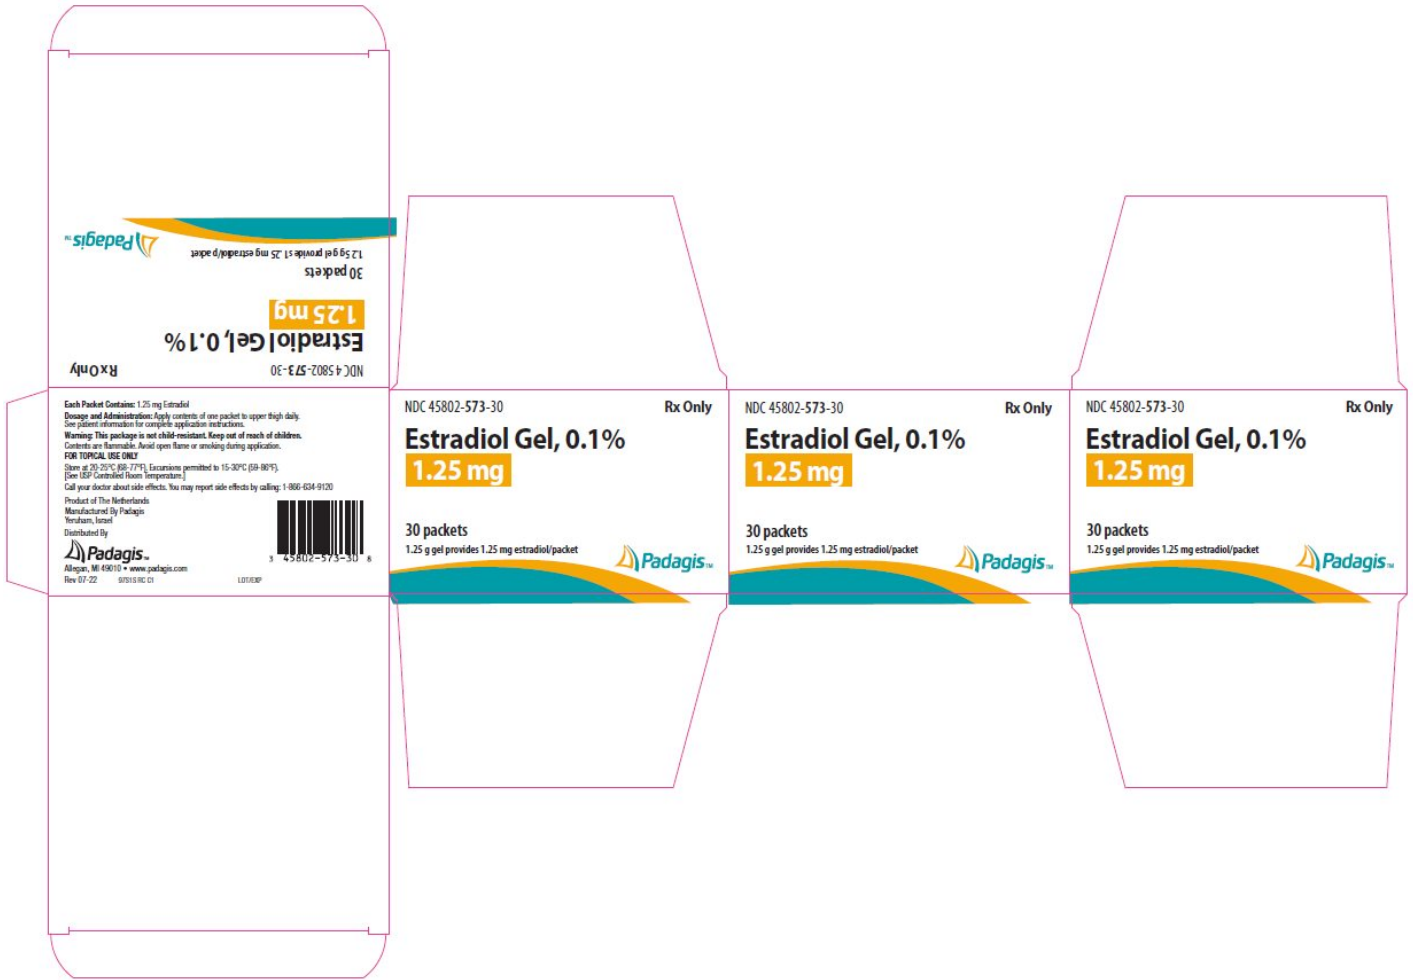 Padagis™
1.25 g gel provides 1.25 mg estradiol/packet
30 packets
1.25 mg
Estradiol Gel, 0.1%
NDC 45802-573-30
Rx Only
Each Packet Contains: 1.25 mg Estradiol
Dosage and Administration: Apply contents of one packet to upper thigh daily.
See patient information for complete application instructions.
Warning: This package is not child-resistant. Keep out of reach of children.
Contents are flammable. Avoid open flame or smoking during application.
FOR TOPICAL USE ONLY
Store at 20-25°C (68-77°F), Excursions permitted to 15-30°C (59-86°F).
[See USP Controlled Room Temperature.]
Call your doctor about side effects. You may report side effects by calling: 1-866-634-9120
Product of The Netherlands
Manufactured By Padagis
Yeruham, Israel
Distributed By
Padagis™
Allegan, MI 49010 • www.padagis.com
Rev 07-22 97S1S RC C1 LOT/EXP
3 45802-573-30 8
NDC 45802-573-30 Rx Only
Estradiol Gel, 0.1%
1.25 mg
30 packets
1.25 g gel provides 1.25 mg estradiol/packet
Padagis™
NDC 45802-573-30 Rx Only
Estradiol Gel, 0.1%
1.25 mg
30 packets
1.25 g gel provides 1.25 mg estradiol/packet
Padagis™
NDC 45802-573-30 Rx Only
Estradiol Gel, 0.1%
1.25 mg
30 packets
1.25 g gel provides 1.25 mg estradiol/packet
Padagis™